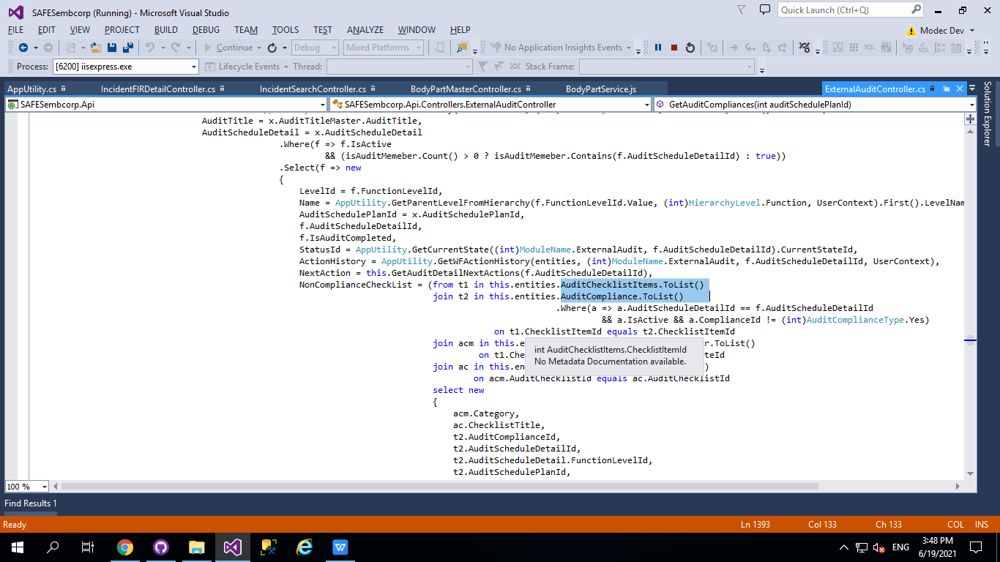 SAFESembcorp (Running) - Microsoft Visual Studio
Quick Launch (Ctrl+Q)
FILE EDIT VIEW PROJECT BUILD DEBUG TEAM TOOLS TEST ANALYZE WINDOW HELP
Modec Dev
Continue Debug Mixed Platforms No Application Insights Events
Process: [6200] iisexpress.exe Lifecycle Events Thread: Stack Frame:
AppUtility.cs IncidentFIRDetailController.cs IncidentSearchController.cs BodyPartMasterController.cs BodyPartService.js ExternalAuditController.cs
Solution Explorer
SAFESembcorp.Api SAFESembcorp.Api.Controllers.ExternalAuditController GetAuditCompliances(int auditSchedulePlanId)
AuditTitle = x.AuditTitleMaster.AuditTitle,
AuditScheduleDetail = x.AuditScheduleDetail
.Where(f => f.IsActive
&& (isAuditMemeber.Count() > 0 ? isAuditMemeber.Contains(f.AuditScheduleDetailId) : true))
.Select(f => new
{
LevelId = f.FunctionLevelId,
Name = AppUtility.GetParentLevelFromHierarchy(f.FunctionLevelId.Value, (int)HierarchyLevel.Function, UserContext).First().LevelNam
AuditSchedulePlanId = x.AuditSchedulePlanId,
f.AuditScheduleDetailId,
f.IsAuditCompleted,
StatusId = AppUtility.GetCurrentState((int)ModuleName.ExternalAudit, f.AuditScheduleDetailId).CurrentStateId,
ActionHistory = AppUtility.GetWFActionHistory(entities, (int)ModuleName.ExternalAudit, f.AuditScheduleDetailId, UserContext),
NextAction = this.GetAuditDetailNextActions(f.AuditScheduleDetailId),
NonComplianceCheckList = (from t1 in this.entities.AuditChecklistItems.ToList()
join t2 in this.entities.AuditCompliance.ToList()
.Where(a => a.AuditScheduleDetailId == f.AuditScheduleDetailId
&& a.IsActive && a.ComplianceId != (int)AuditComplianceType.Yes)
on t1.ChecklistItemId equals t2.ChecklistItemId
join acm in this.e r.ToList()
int AuditChecklistItems.ChecklistItemId
on t1.Che eId
No Metadata Documentation available.
join ac in this.en )
on acm.AuditChecklistId equals ac.AuditChecklistId
select new
{
acm.Category,
ac.ChecklistTitle,
t2.AuditComplianceId,
t2.AuditScheduleDetailId,
t2.AuditScheduleDetail.FunctionLevelId,
t2.AuditSchedulePlanId,
100 %
Find Results 1
Ready Ln 1393 Col 133 Ch 133 COL INS
ENG 3:48 PM
6/19/2021